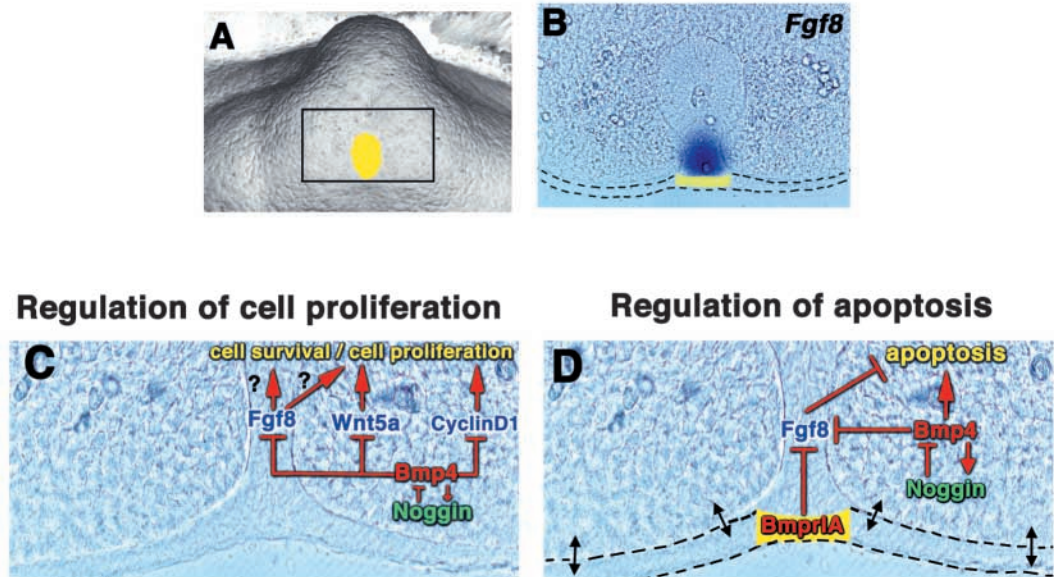 A
B
Fgf8
Regulation of cell proliferation
Regulation of apoptosis
C
cell survival / cell proliferation
?
?
Fgf8
Wnt5a
CyclinD1
Bmp4
Noggin
D
apoptosis
Fgf8
Bmp4
Noggin
BmprIA